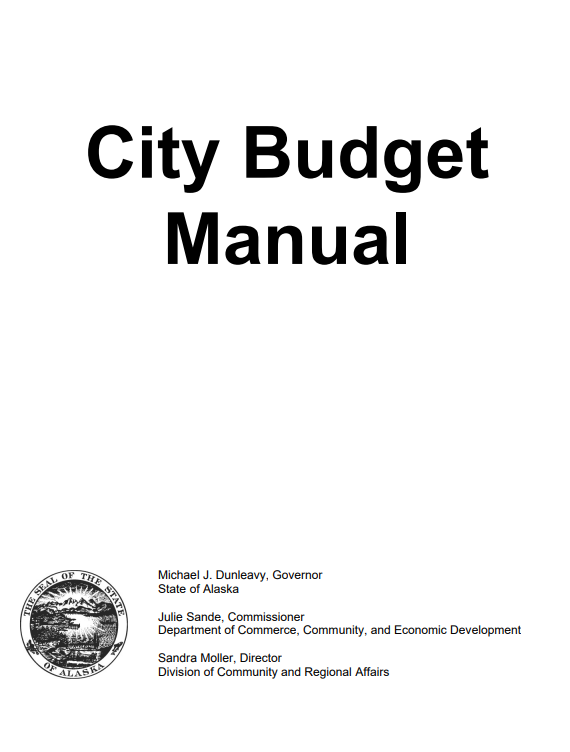 City Budget
Manual
Michael J. Dunleavy, Governor
State of Alaska
Julie Sande, Commissioner
Department of Commerce, Community, and Economic Development
Sandra Moller, Director
Division of Community and Regional Affairs
THE SEAL OF THE STATE
OF ALASKA